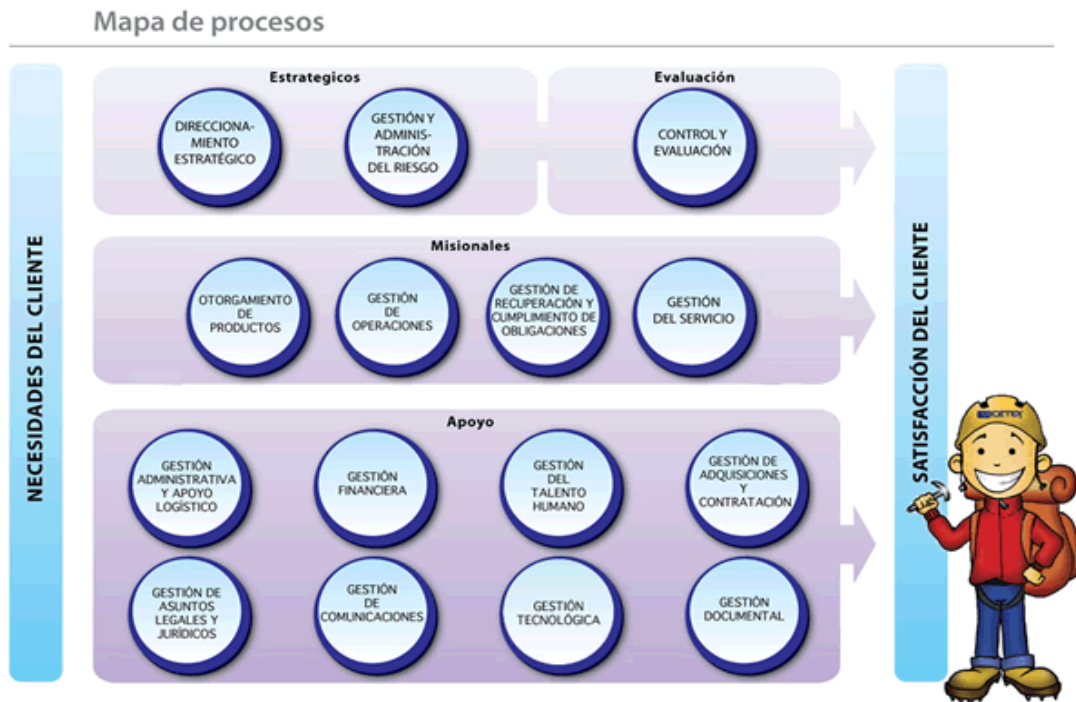 Mapa de procesos
NECESIDADES DEL CLIENTE
Estrategicos
DIRECCIONA-
MIENTO
ESTRATÉGICO
GESTIÓN Y
ADMINIS-
TRACIÓN
DEL RIESGO
Evaluación
CONTROL Y
EVALUACIÓN
Misionales
OTORGAMIENTO
DE
PRODUCTOS
GESTIÓN
DE
OPERACIONES
GESTIÓN DE
RECUPERACIÓN Y
CUMPLIMIENTO DE
OBLIGACIONES
GESTIÓN
DEL SERVICIO
Apoyo
GESTIÓN
ADMINISTRATIVA
Y APOYO
LOGÍSTICO
GESTIÓN
FINANCIERA
GESTIÓN
DEL
TALENTO
HUMANO
GESTIÓN DE
ADQUISICIONES
Y
CONTRATACIÓN
GESTIÓN DE
ASUNTOS
LEGALES Y
JURÍDICOS
GESTIÓN
DE
COMUNICACIONES
GESTIÓN
TECNOLÓGICA
GESTIÓN
DOCUMENTAL
SATISFACCIÓN DEL CLIENTE